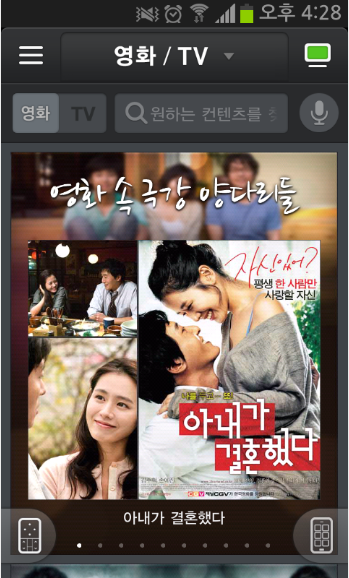 오후 4:28
영화 / TV
영화 TV 원하는 컨텐츠를
영화 속 극강 양다리들
자신있어?
평생 한 사람만
사랑할 자신
아내가
결혼했다
아내가 결혼했다